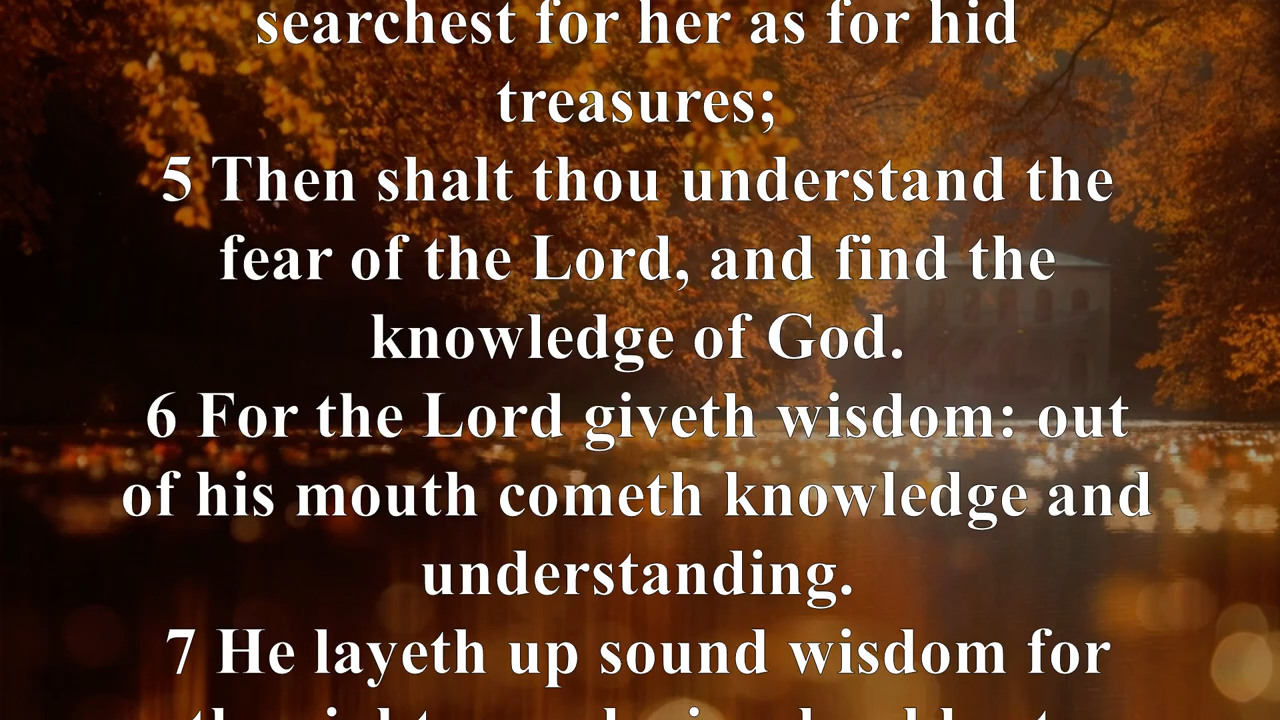 searchest for her as for hid
treasures;
5 Then shalt thou understand the
fear of the Lord, and find the
knowledge of God.
6 For the Lord giveth wisdom: out
of his mouth cometh knowledge and
understanding.
7 He layeth up sound wisdom for